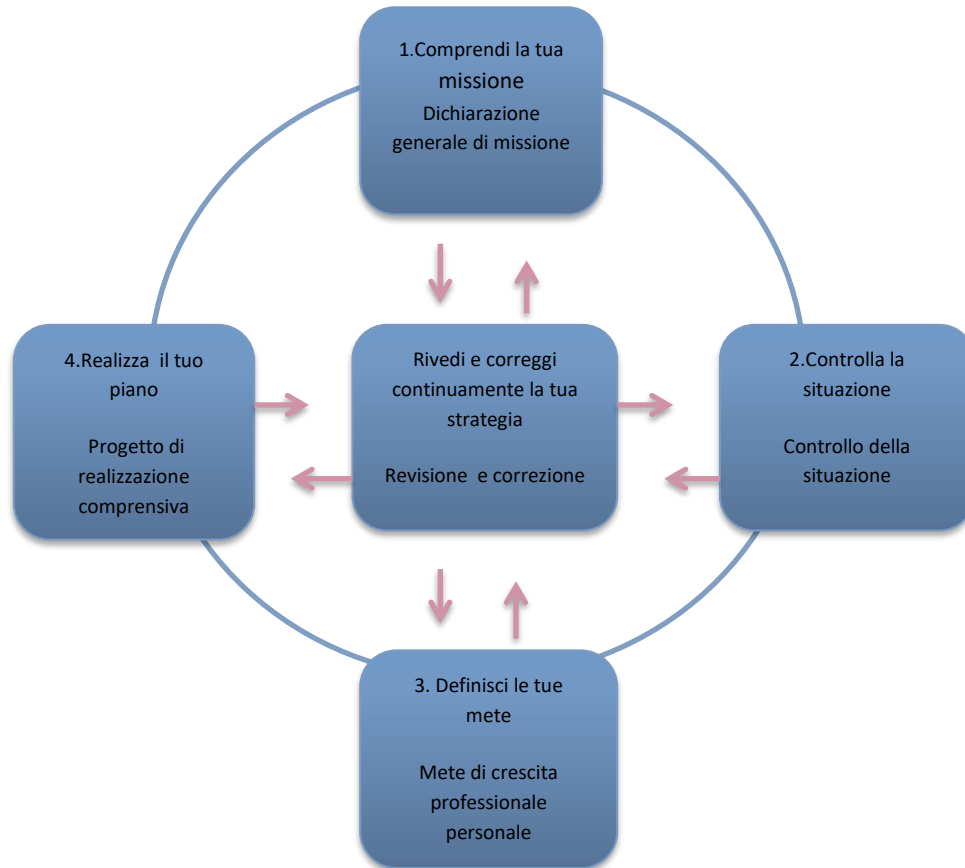 1.Comprendi la tua
missione
Dichiarazione
generale di missione
4.Realizza il tuo
piano
Progetto di
realizzazione
comprensiva
Rivedi e correggi
continuamente la tua
strategia
Revisione e correzione
2.Controlla la
situazione
Controllo della
situazione
3. Definisci le tue
mete
Mete di crescita
professionale
personale